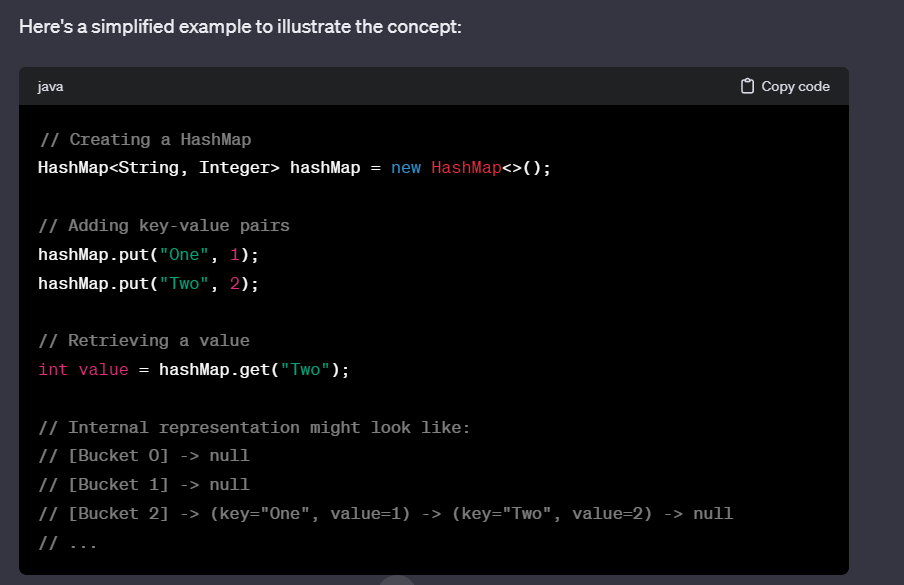 Here's a simplified example to illustrate the concept:
java
Copy code
// Creating a HashMap
HashMap<String, Integer> hashMap = new HashMap<>();
// Adding key-value pairs
hashMap.put("One", 1);
hashMap.put("Two", 2);
// Retrieving a value
int value = hashMap.get("Two");
// Internal representation might look like:
// [Bucket 0] -> null
// [Bucket 1] -> null
// [Bucket 2] -> (key="One", value=1) -> (key="Two", value=2) -> null
// ...